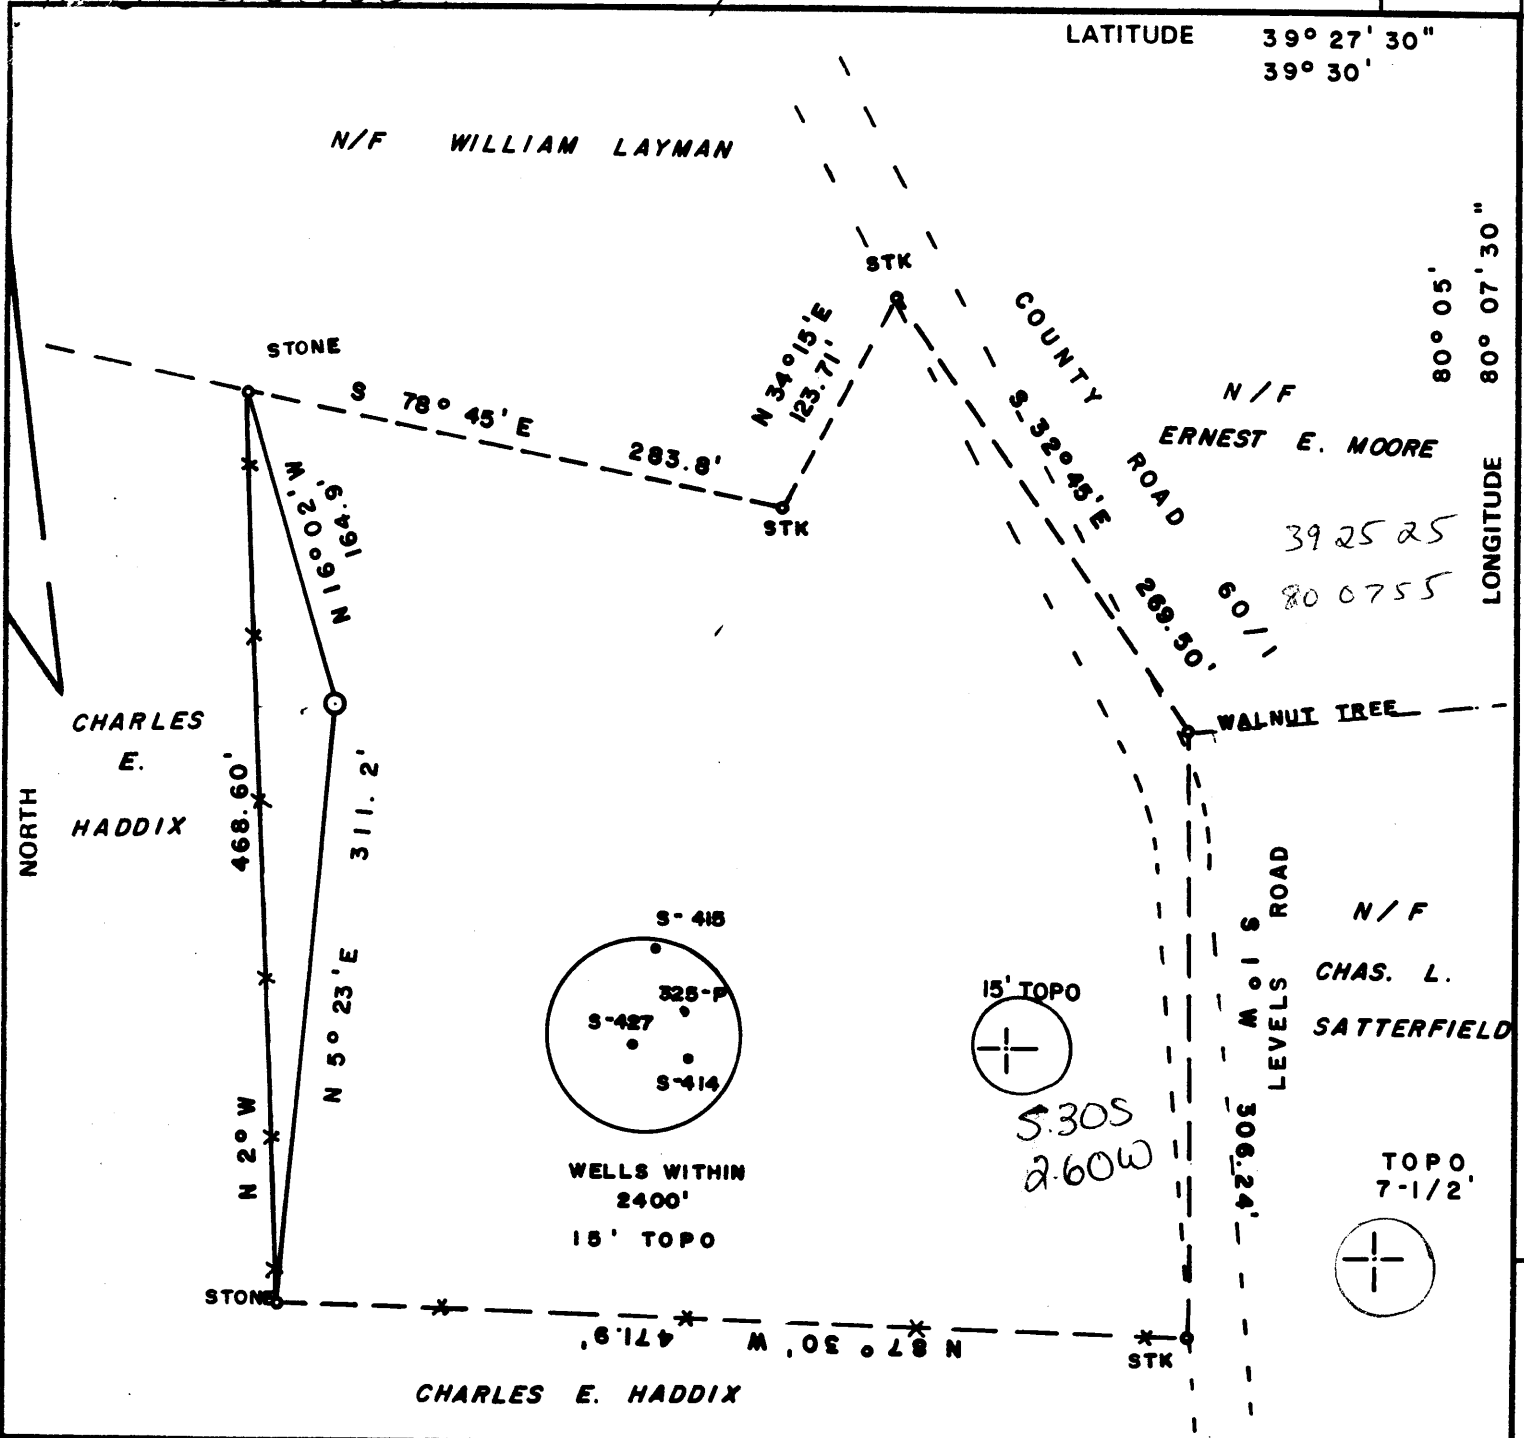 LATITUDE 39° 27' 30"
39° 30'
N/F WILLIAM LAYMAN
80° 05'
80° 07' 30"
LONGITUDE
STK
N 34° 15' E
123.71'
COUNTY ROAD 60/1
STONE
S 78° 45' E 283.8'
STK
S 32° 45' E 269.50'
N/F
ERNEST E. MOORE
39 25 25
80 07 55
N 16° 02' W
164.9'
WALNUT TREE
CHARLES
E.
HADDIX
NORTH
468.60'
N 2° W
311.2'
N 5° 23' E
S-415
325-P
S-427
S-414
WELLS WITHIN
2400'
15' TOPO
15' TOPO
5.30S
2.60W
LEVELS ROAD
S 1° W 306.24'
N/F
CHAS. L.
SATTERFIELD
TOPO
7-1/2'
STONE
N 87° 30' W 471.9'
STK
CHARLES E. HADDIX